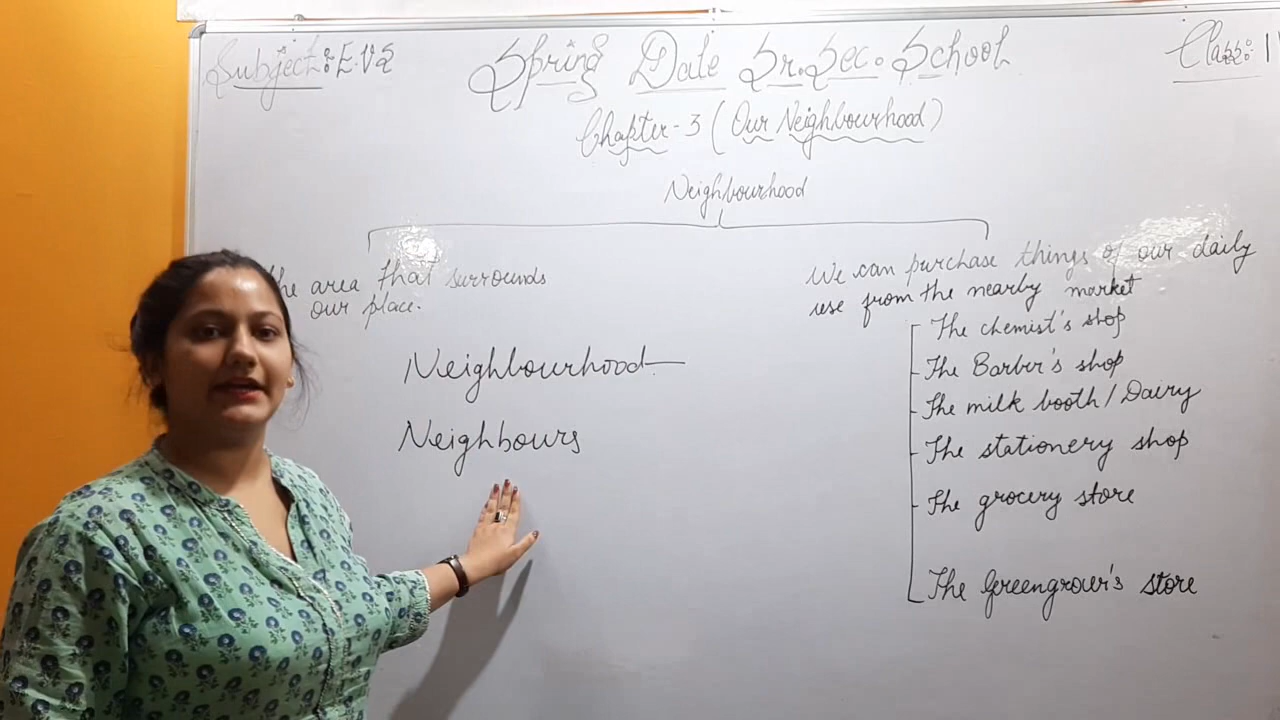 Subject: E.V.S
Spring Dale Sr. Sec. School
Class: II
Chapter-3 (Our Neighbourhood)
Neighbourhood
The area that surrounds
our place.
Neighbourhood
Neighbours
We can purchase things of our daily
use from the nearby market
The chemist's shop
The Barber's shop
The milk booth / Dairy
The stationery shop
The grocery store
The Greengrower's store